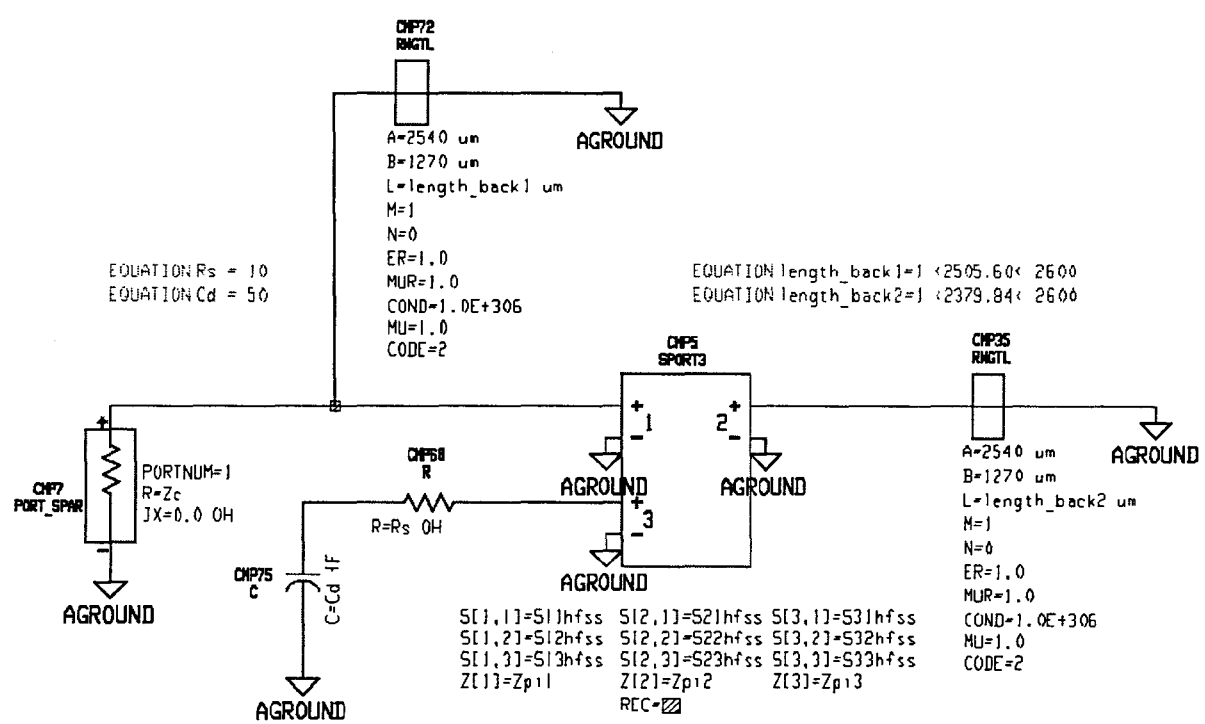 CMP72
RWGTL
AGROUND
A=2540 um
B=1270 um
L=length_back1 um
M=1
N=0
ER=1.0
MUR=1.0
COND=1.0E+306
MU=1.0
CODE=2
EQUATION Rs = 10
EQUATION Cd = 50
EQUATION length_back1=1 <2505.60< 2600
EQUATION length_back2=1 <2379.84< 2600
CMP5
SPORT3
+
1
-
2
+
-
+
3
-
AGROUND
AGROUND
AGROUND
CMP35
RWGTL
AGROUND
A=2540 um
B=1270 um
L=length_back2 um
M=1
N=0
ER=1.0
MUR=1.0
COND=1.0E+306
MU=1.0
CODE=2
+
CMP7
PORT_SPAR
PORTNUM=1
R=Zc
JX=0.0 OH
-
AGROUND
CMP68
R
R=Rs OH
CMP75
C
C=Cd fF
AGROUND
S[1,1]=S11hfss S[2,1]=S21hfss S[3,1]=S31hfss
S[1,2]=S12hfss S[2,2]=S22hfss S[3,2]=S32hfss
S[1,3]=S13hfss S[2,3]=S23hfss S[3,3]=S33hfss
Z[1]=Zpi1 Z[2]=Zpi2 Z[3]=Zpi3
REC=